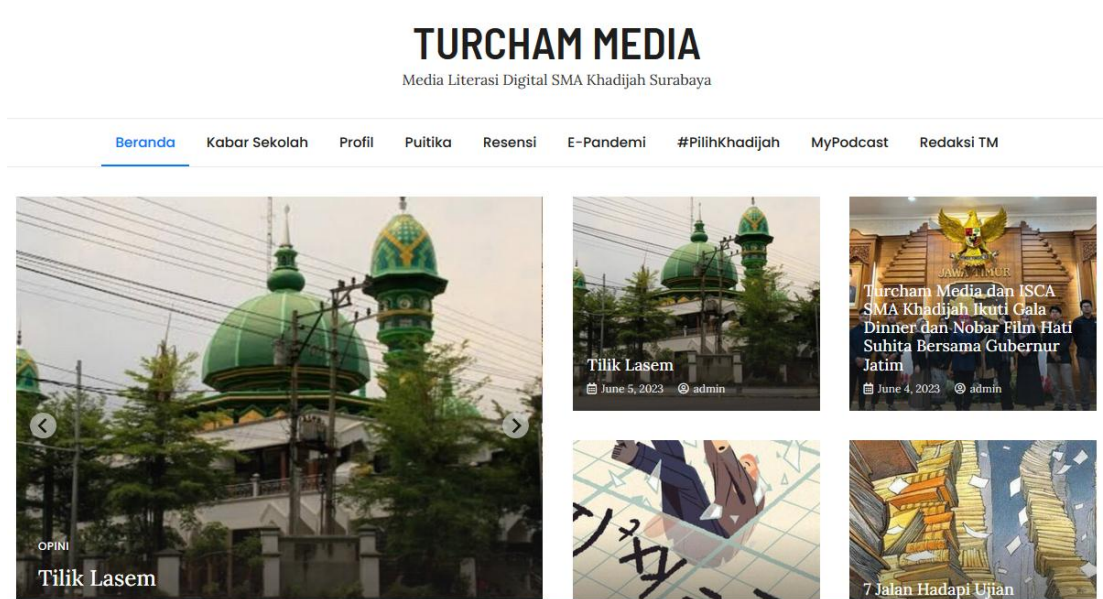 TURCHAM MEDIA
Media Literasi Digital SMA Khadijah Surabaya
Beranda Kabar Sekolah Profil Puitika Resensi E-Pandemi #PilihKhadijah MyPodcast Redaksi TM
OPINI
Tilik Lasem
Tilik Lasem
June 5, 2023 admin
JAWA TIMUR
Turcham Media dan ISCA
SMA Khadijah Ikuti Gala
Dinner dan Nobar Film Hati
Suhita Bersama Gubernur
Jatim
June 4, 2023 admin
7 Jalan Hadapi Ujian